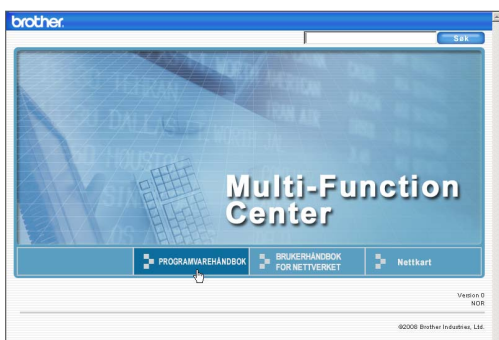 brother.
Søk
Multi-Function
Center
PROGRAMVAREHÅNDBOK
BRUKERHÅNDBOK
FOR NETTVERKET
Nettkart
Version 0
NOR
©2006 Brother Industries, Ltd.